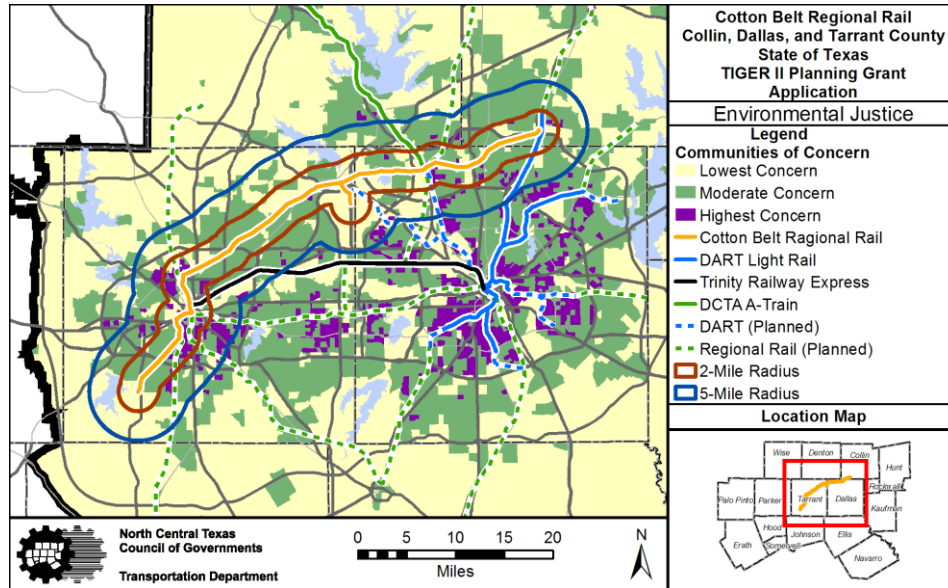 Cotton Belt Regional Rail
Collin, Dallas, and Tarrant County
State of Texas
TIGER II Planning Grant
Application
Environmental Justice
Legend
Communities of Concern
Lowest Concern
Moderate Concern
Highest Concern
Cotton Belt Ragional Rail
DART Light Rail
Trinity Railway Express
DCTA A-Train
DART (Planned)
Regional Rail (Planned)
2-Mile Radius
5-Mile Radius
Location Map
Wise
Denton
Collin
Hunt
Rockwall
Palo Pinto
Parker
Tarrant
Dallas
Kaufman
Hood
Johnson
Ellis
Erath
Somervell
Navarro
North Central Texas
Council of Governments
Transportation Department
0 5 10 15 20
Miles
N